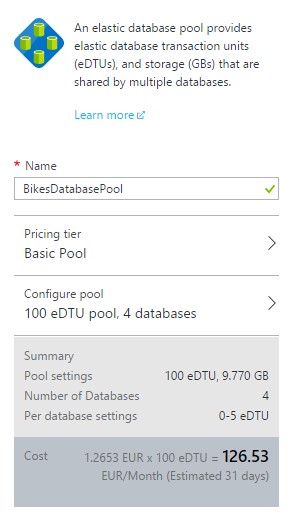 An elastic database pool provides
elastic database transaction units
(eDTUs), and storage (GBs) that are
shared by multiple databases.
Learn more
* Name
BikesDatabasePool
Pricing tier
Basic Pool
Configure pool
100 eDTU pool, 4 databases
Summary
Pool settings 100 eDTU, 9.770 GB
Number of Databases 4
Per database settings 0-5 eDTU
Cost 1.2653 EUR x 100 eDTU = 126.53
EUR/Month (Estimated 31 days)